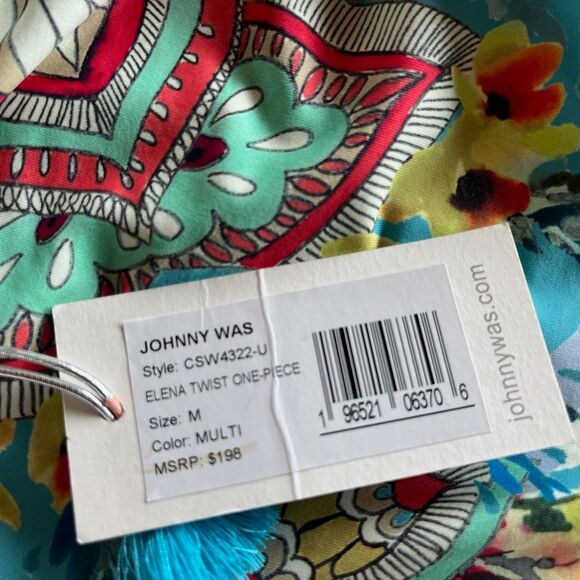 JOHNNY WAS
Style: CSW4322-U
ELENA TWIST ONE-PIECE
Size: M
Color: MULTI
MSRP: $198
1 96521 06370 6
johnnywas.com